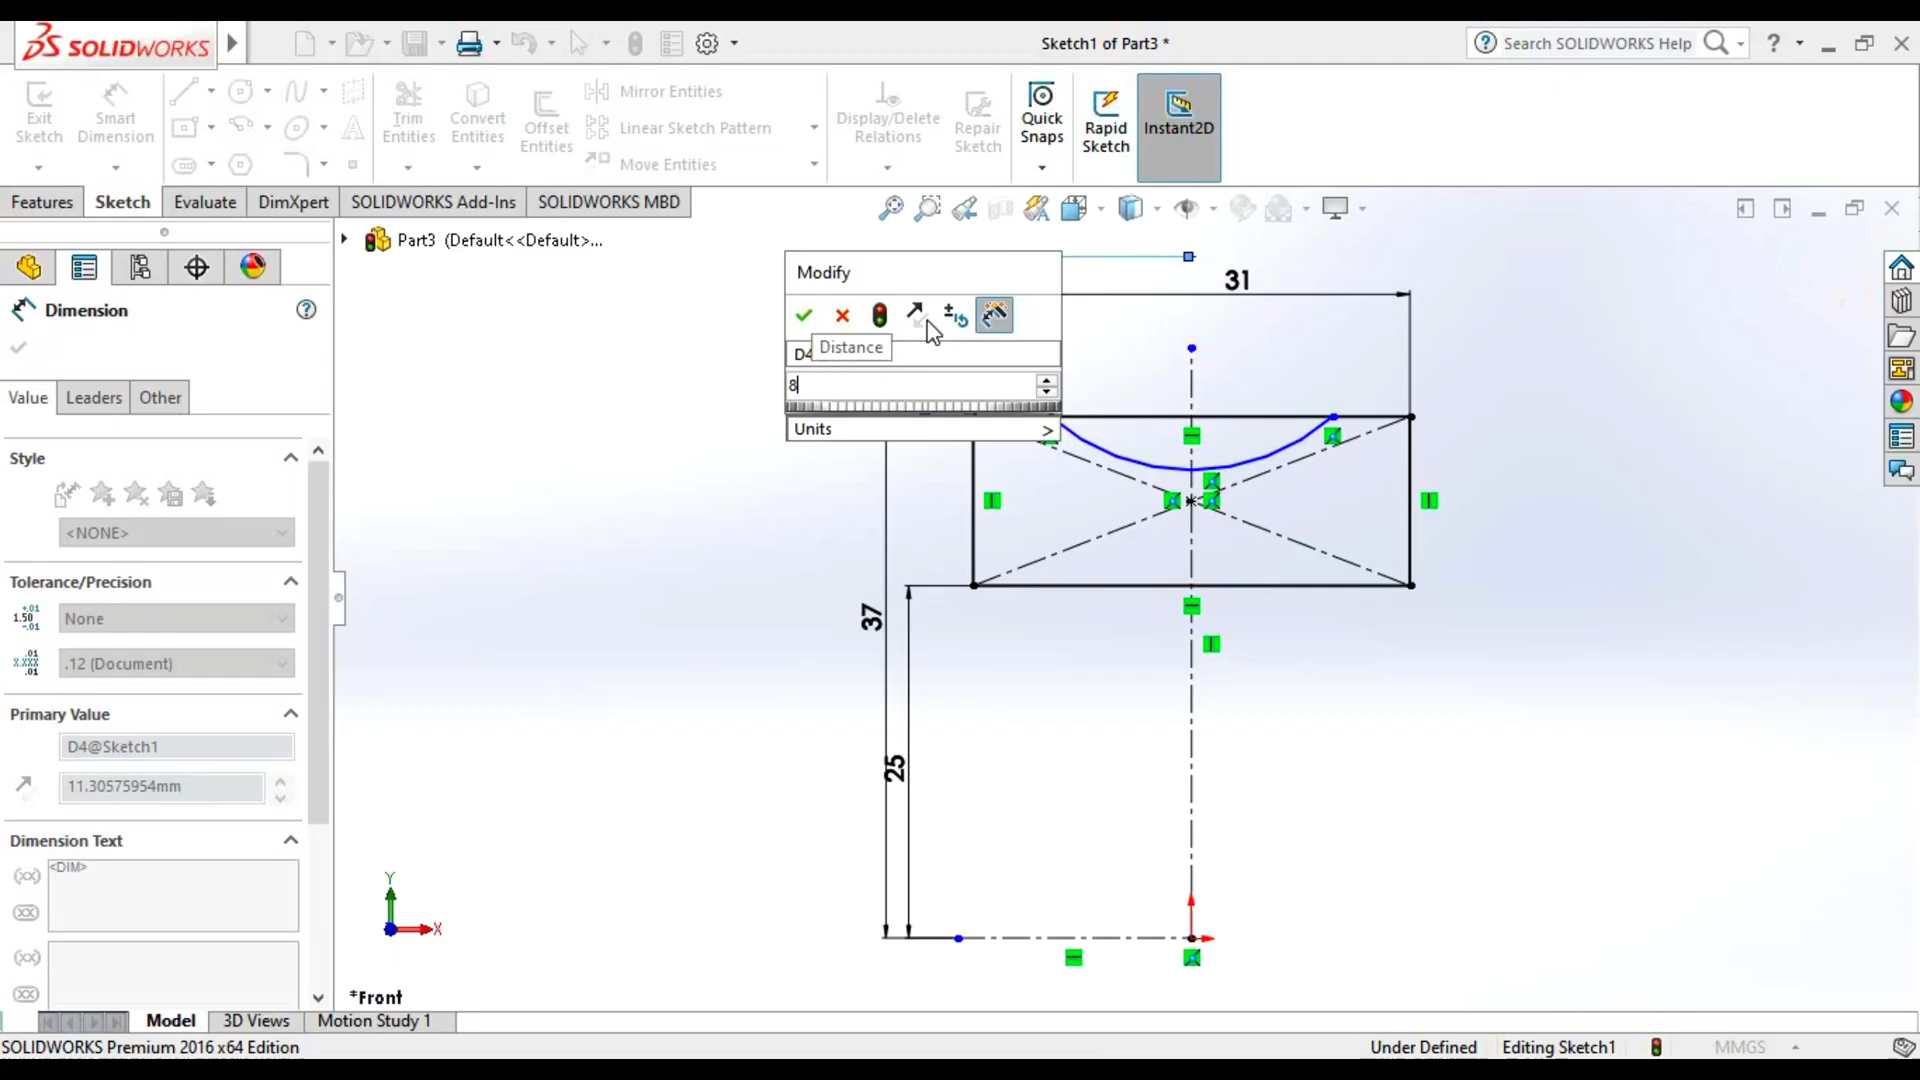 SOLIDWORKS
Sketch1 of Part3 *
Search SOLIDWORKS Help
?
Exit Sketch
Smart Dimension
Trim Entities
Convert Entities
Offset Entities
Mirror Entities
Linear Sketch Pattern
Move Entities
Display/Delete Relations
Repair Sketch
Quick Snaps
Rapid Sketch
Instant2D
Features
Sketch
Evaluate
DimXpert
SOLIDWORKS Add-Ins
SOLIDWORKS MBD
Part3 (Default<<Default>...
Dimension
?
Value
Leaders
Other
Style
<NONE>
Tolerance/Precision
None
.12 (Document)
Primary Value
D4@Sketch1
11.30575954mm
Dimension Text
<DIM>
Modify
Distance
D4
8
Units >
31
37
25
Y
X
*Front
Model
3D Views
Motion Study 1
SOLIDWORKS Premium 2016 x64 Edition
Under Defined
Editing Sketch1
MMGS